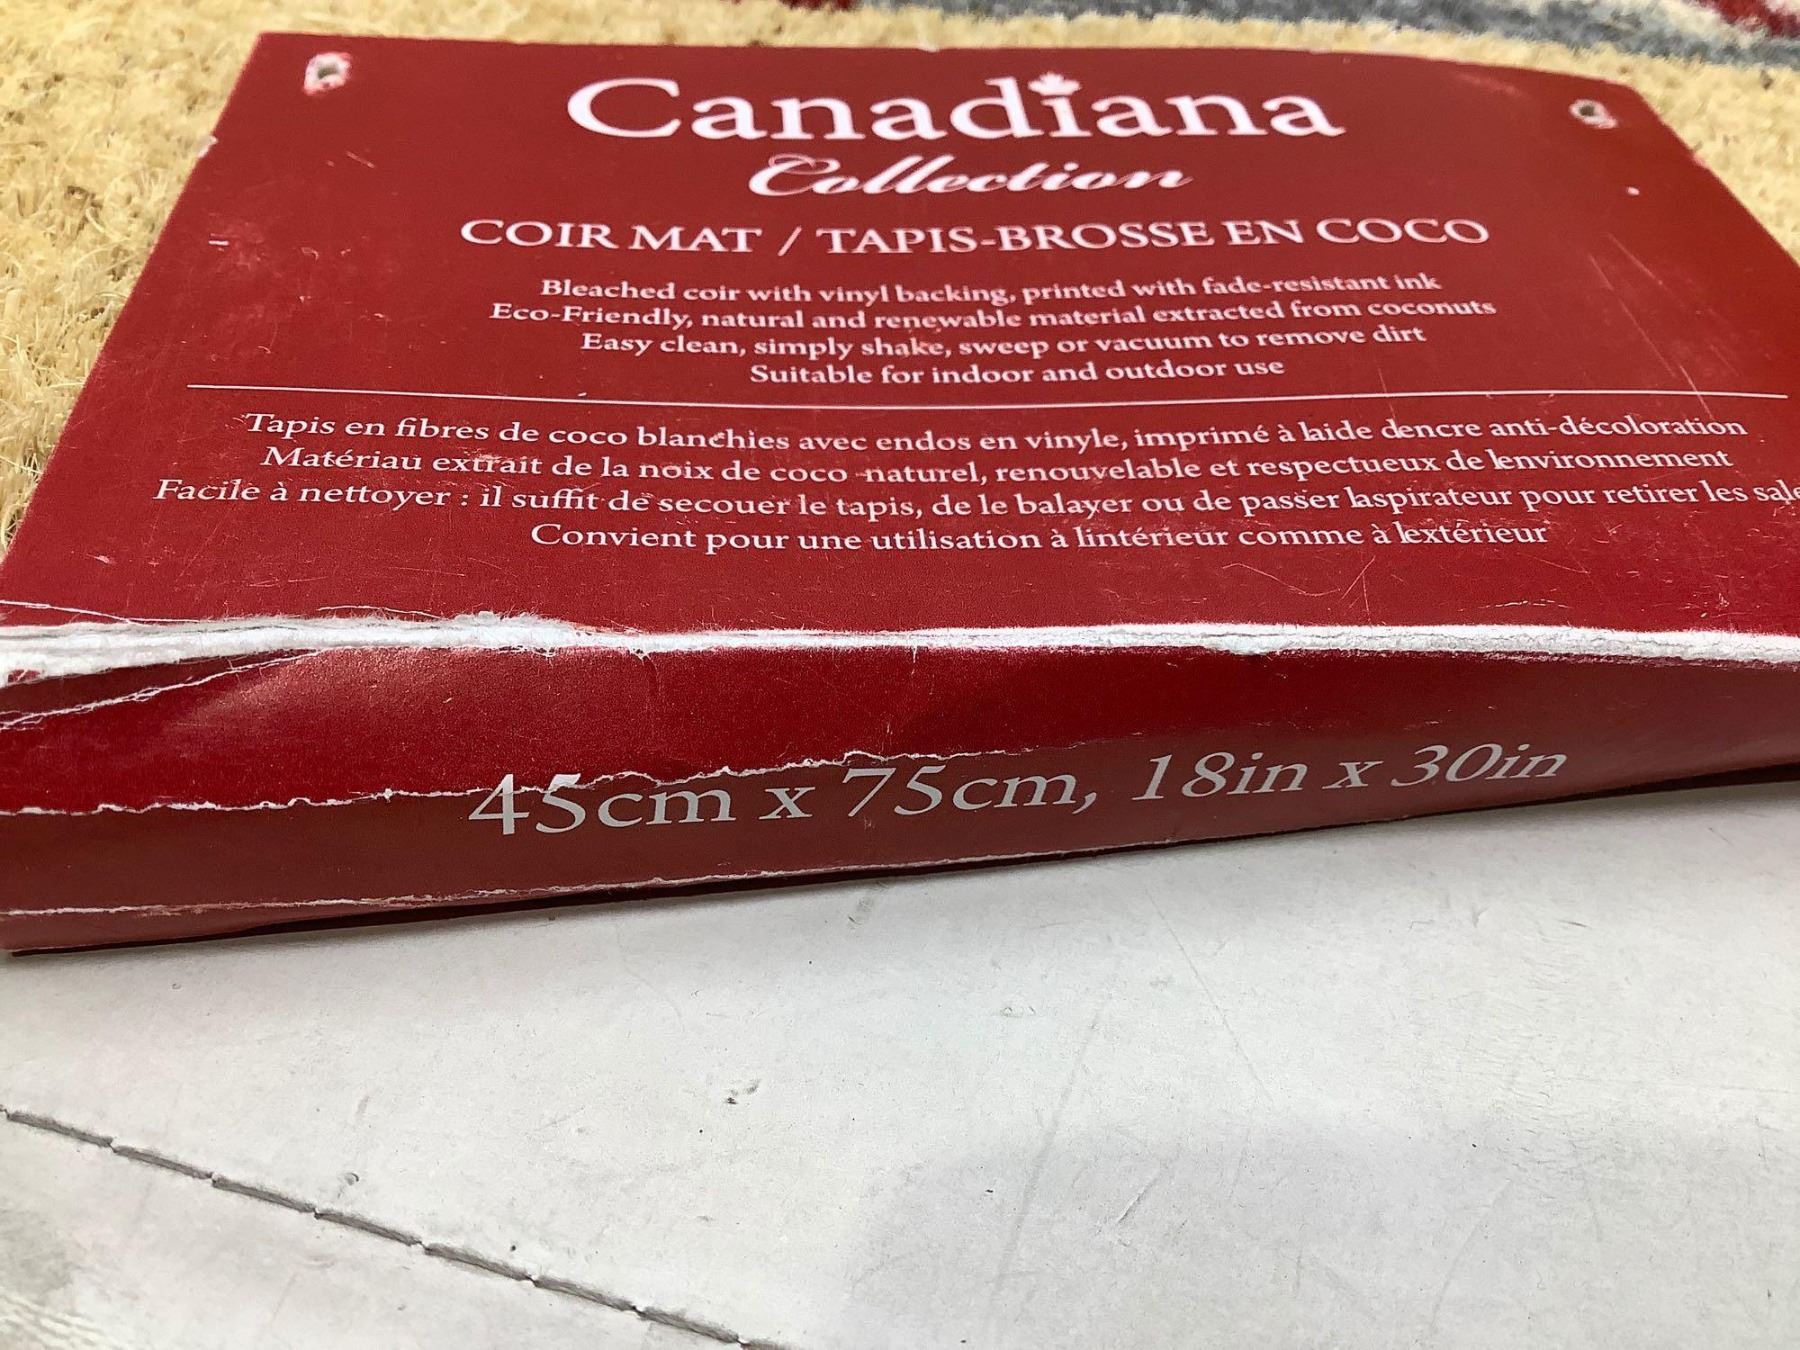 Canadiana
Collection
COIR MAT / TAPIS-BROSSE EN COCO
Bleached coir with vinyl backing, printed with fade-resistant ink
Eco-Friendly, natural and renewable material extracted from coconuts
Easy clean, simply shake, sweep or vacuum to remove dirt
Suitable for indoor and outdoor use
Tapis en fibres de coco blanchies avec endos en vinyle, imprimé à laide dencre anti-décoloration
Matériau extrait de la noix de coco naturel, renouvelable et respectueux de lenvironnement
Facile à nettoyer : il suffit de secouer le tapis, de le balayer ou de passer laspirateur pour retirer les
Convient pour une utilisation à lintérieur comme à lextérieur
45cm x 75cm, 18in x 30in